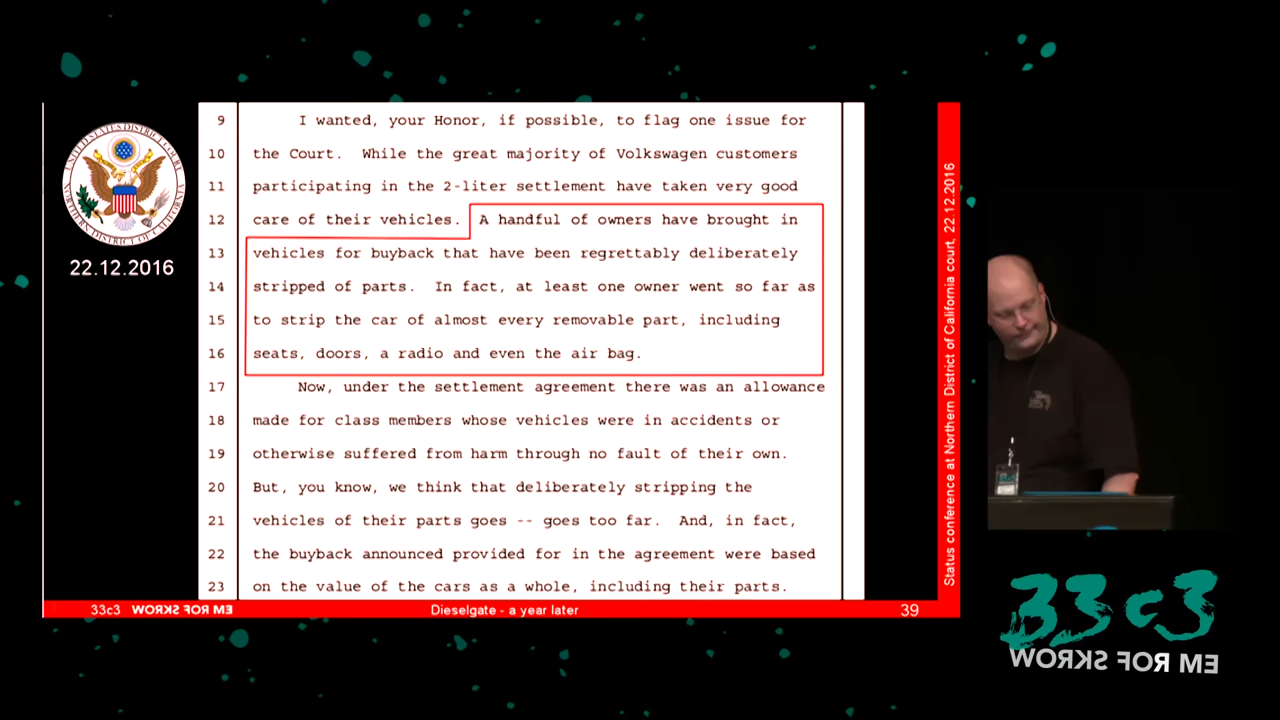 UNITED STATES DISTRICT COURT
NORTHERN DISTRICT OF CALIFORNIA
22.12.2016
9 I wanted, your Honor, if possible, to flag one issue for
10 the Court. While the great majority of Volkswagen customers
11 participating in the 2-liter settlement have taken very good
12 care of their vehicles. A handful of owners have brought in
13 vehicles for buyback that have been regrettably deliberately
14 stripped of parts. In fact, at least one owner went so far as
15 to strip the car of almost every removable part, including
16 seats, doors, a radio and even the air bag.
17 Now, under the settlement agreement there was an allowance
18 made for class members whose vehicles were in accidents or
19 otherwise suffered from harm through no fault of their own.
20 But, you know, we think that deliberately stripping the
21 vehicles of their parts goes -- goes too far. And, in fact,
22 the buyback announced provided for in the agreement were based
23 on the value of the cars as a whole, including their parts.
Status conference at Northern District of California court, 22.12.2016
33c3 WORKS FOR ME Dieselgate - a year later 39
33c3
WORKS FOR ME